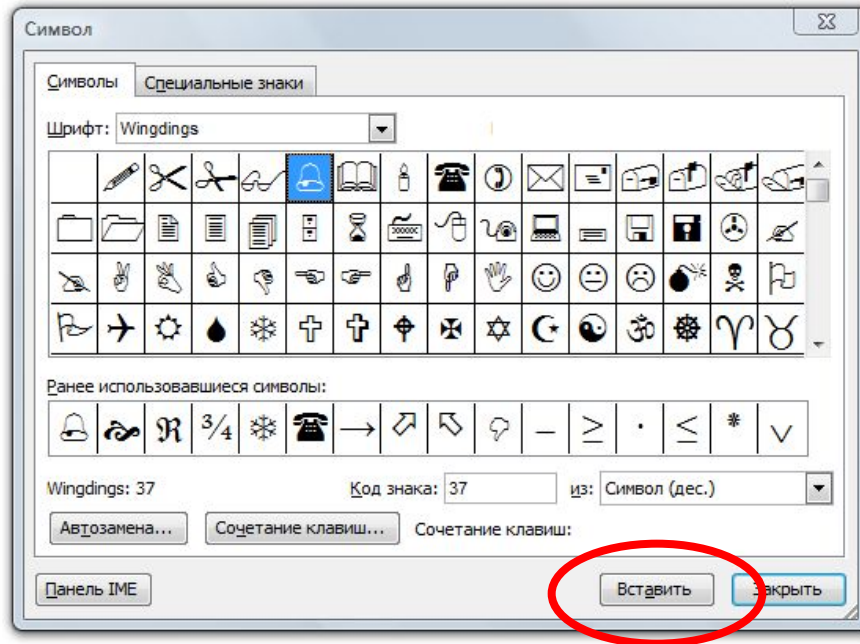 Символ
Символы Специальные знаки
Шрифт: Wingdings
Ранее использовавшиеся символы:
Wingdings: 37 Код знака: 37 из: Символ (дес.)
Автозамена... Сочетание клавиш... Сочетание клавиш:
Панель IME Вставить Закрыть